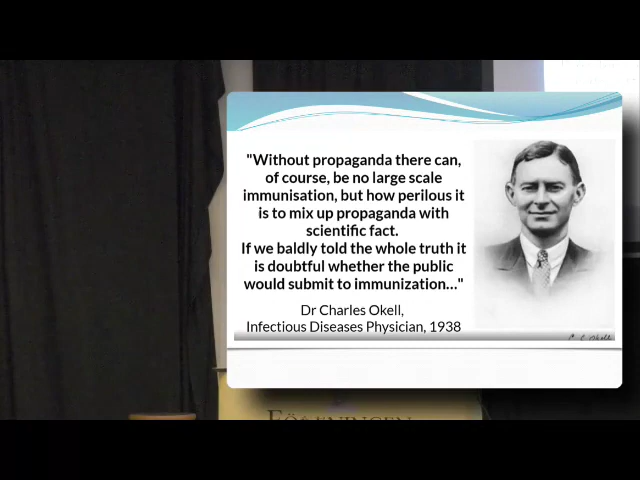 "Without propaganda there can,
of course, be no large scale
immunisation, but how perilous it
is to mix up propaganda with
scientific fact.
If we baldly told the whole truth it
is doubtful whether the public
would submit to immunization..."
Dr Charles Okell,
Infectious Diseases Physician, 1938
C C Okell
FÖRENINGEN